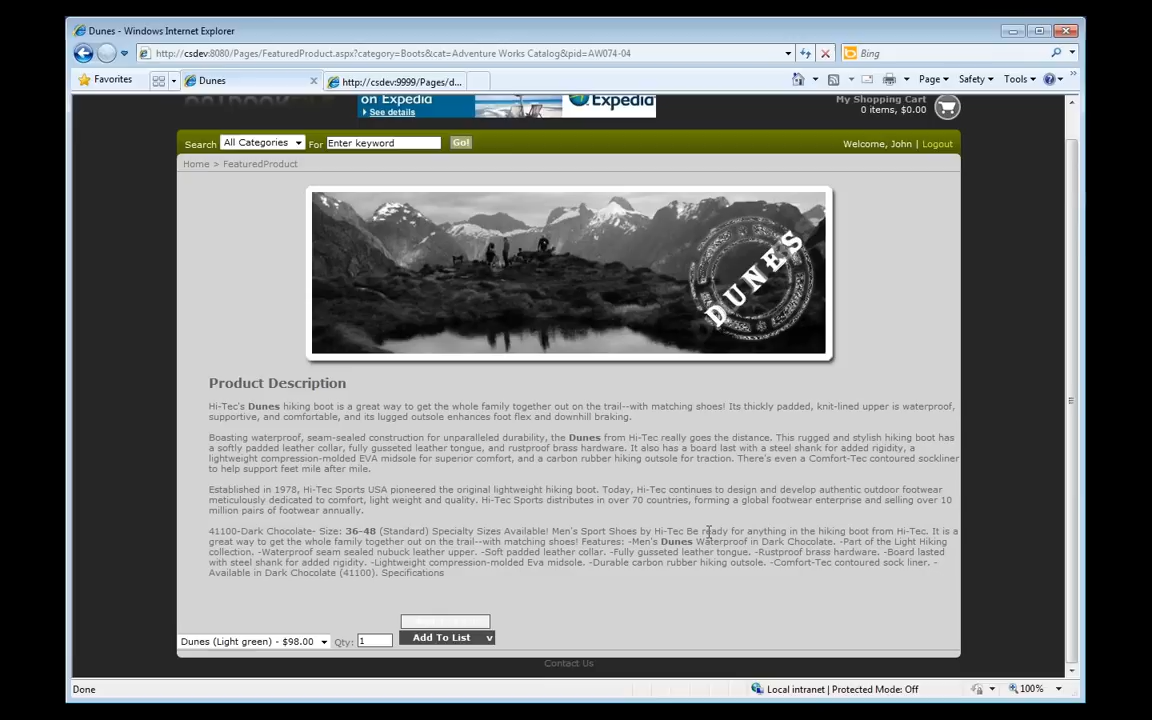 Dunes - Windows Internet Explorer
http://csdev:8080/Pages/FeaturedProduct.aspx?category=Boots&cat=Adventure Works Catalog&pid=AW074-04
Bing
Favorites
Dunes
http://csdev:9999/Pages/d...
Page
Safety
Tools
on Expedia
See details
Expedia
My Shopping Cart
0 items, $0.00
Search All Categories For Enter keyword Go!
Welcome, John | Logout
Home > FeaturedProduct
DUNES
Product Description
Hi-Tec's Dunes hiking boot is a great way to get the whole family together out on the trail--with matching shoes! Its thickly padded, knit-lined upper is waterproof,
supportive, and comfortable, and its lugged outsole enhances foot flex and downhill braking.
Boasting waterproof, seam-sealed construction for unparalleled durability, the Dunes from Hi-Tec really goes the distance. This rugged and stylish hiking boot has
a softly padded leather collar, fully gusseted leather tongue, and rustproof brass hardware. It also has a board last with a steel shank for added rigidity, a
lightweight compression-molded EVA midsole for superior comfort, and a carbon rubber hiking outsole for traction. There's even a Comfort-Tec contoured sockliner
to help support feet mile after mile.
Established in 1978, Hi-Tec Sports USA pioneered the original lightweight hiking boot. Today, Hi-Tec continues to design and develop authentic outdoor footwear
meticulously dedicated to comfort, light weight and quality. Hi-Tec Sports distributes in over 70 countries, forming a global footwear enterprise and selling over 10
million pairs of footwear annually.
41100-Dark Chocolate- Size: 36-48 (Standard) Specialty Sizes Available! Men's Sport Shoes by Hi-Tec Be ready for anything in the hiking boot from Hi-Tec. It is a
great way to get the whole family together out on the trail--with matching shoes! Features: -Men's Dunes Waterproof in Dark Chocolate. -Part of the Light Hiking
collection. -Waterproof seam sealed nubuck leather upper. -Soft padded leather collar. -Fully gusseted leather tongue. -Rustproof brass hardware. -Board lasted
with steel shank for added rigidity. -Lightweight compression-molded Eva midsole. -Durable carbon rubber hiking outsole. -Comfort-Tec contoured sock liner. -
Available in Dark Chocolate (41100). Specifications
Dunes (Light green) - $98.00 Qty: 1
Add To List v
Contact Us
Done
Local intranet | Protected Mode: Off
100%